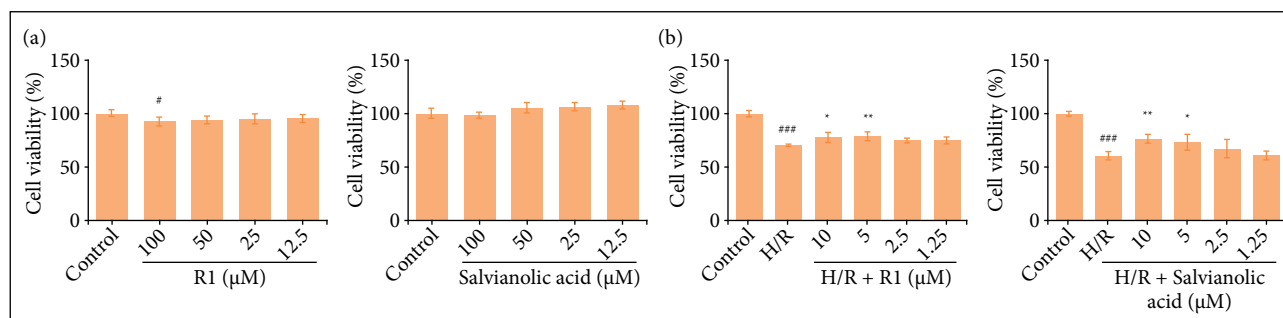 (a)
Cell viability (%)
150
100
50
0
#
Control
100
50
25
12.5
R1 (μM)
Cell viability (%)
150
100
50
0
Control
100
50
25
12.5
Salvianolic acid (μM)
(b)
Cell viability (%)
150
100
50
0
###
*
**
Control
H/R
10
5
2.5
1.25
H/R + R1 (μM)
Cell viability (%)
150
100
50
0
###
**
*
Control
H/R
10
5
2.5
1.25
H/R + Salvianolic
acid (μM)